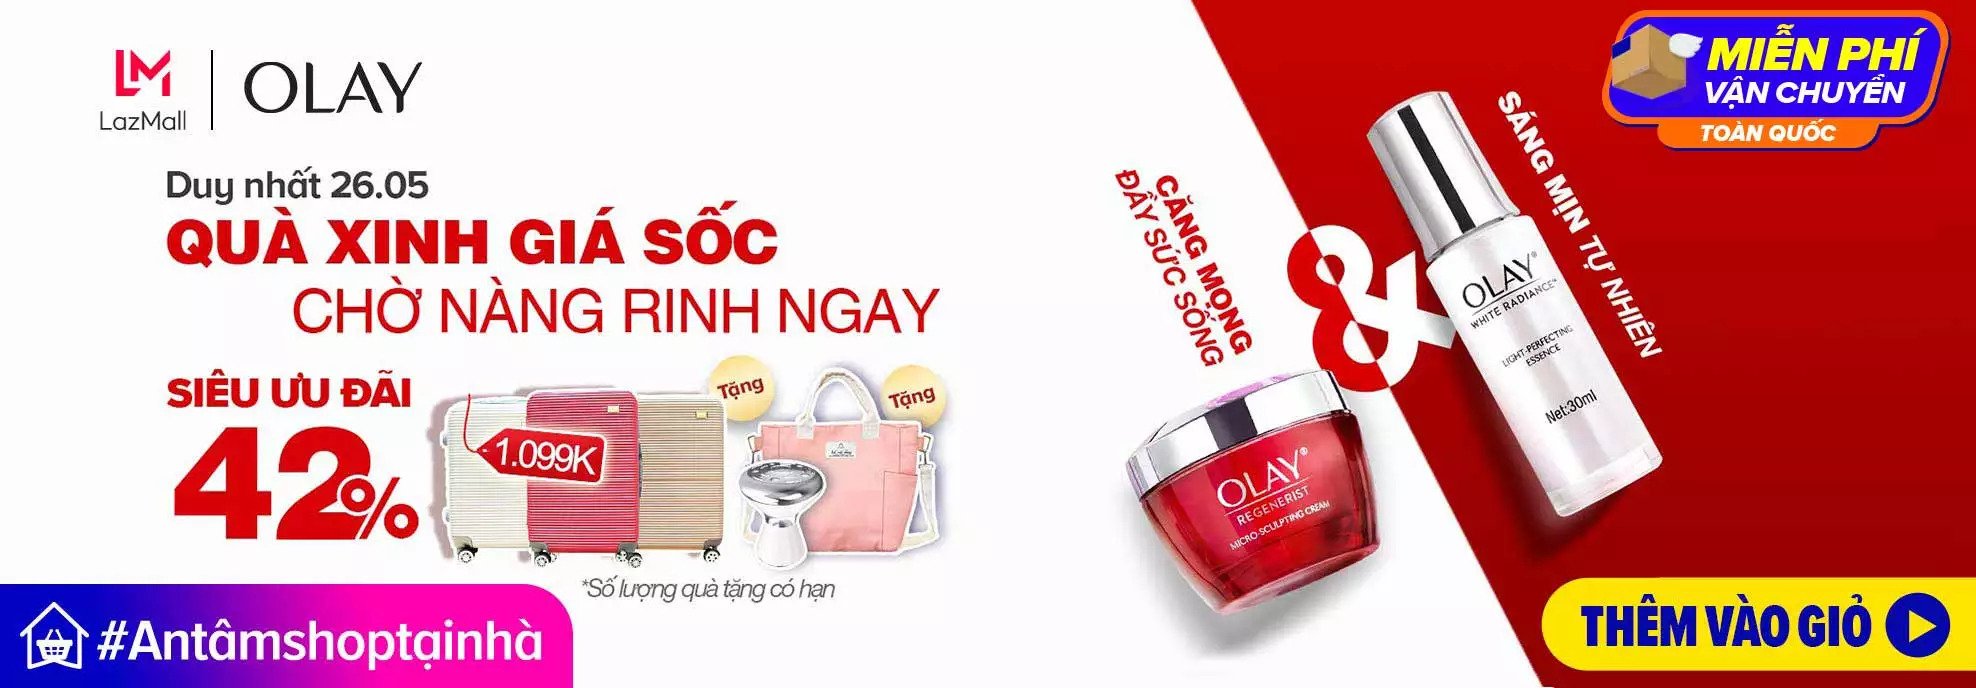 LazMall
OLAY
Duy nhất 26.05
QUÀ XINH GIÁ SỐC
CHỜ NÀNG RINH NGAY
SIÊU ƯU ĐÃI
42%
1.099K
Tặng
Tặng
*Số lượng quà tặng có hạn
#Antâmshoptạinhà
CĂNG MỌNG
ĐẦY SỨC SỐNG
&
SÁNG MỊN TỰ NHIÊN
OLAY®
REGENERIST
MICRO-SCULPTING CREAM
OLAY®
WHITE RADIANCE™
LIGHT-PERFECTING
ESSENCE
Net:30ml
MIỄN PHÍ
VẬN CHUYỂN
TOÀN QUỐC
THÊM VÀO GIỎ